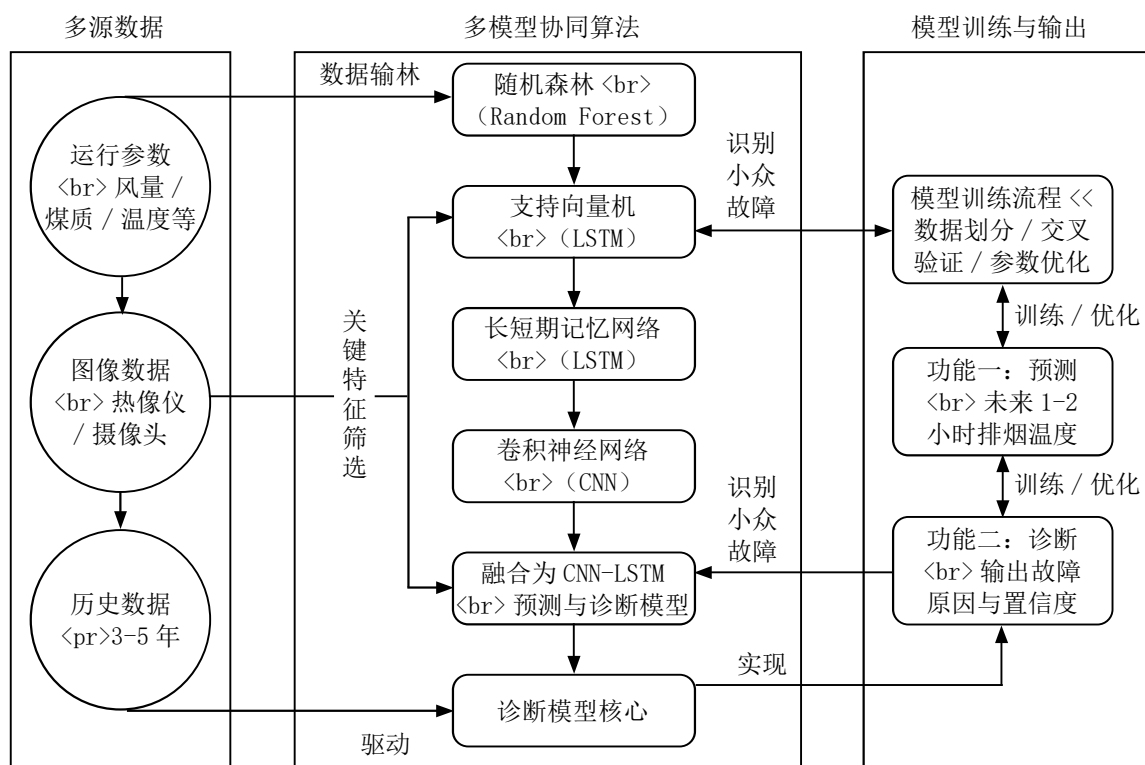 多源数据
多模型协同算法
模型训练与输出
运行参数
<br> 风量 /
煤质 / 温度等
图像数据
<br> 热像仪
/ 摄像头
历史数据
<pr>3-5 年
数据输林
关键特征筛选
驱动
随机森林 <br>
(Random Forest)
支持向量机
<br>（LSTM）
长短期记忆网络
<br>（LSTM）
卷积神经网络
<br>（CNN）
融合为 CNN-LSTM
<br> 预测与诊断模型
诊断模型核心
识别
小众
故障
识别
小众
故障
实现
模型训练流程 <<
数据划分 / 交叉
验证 / 参数优化
训练 / 优化
功能一：预测
<br> 未来 1-2
小时排烟温度
训练 / 优化
功能二：诊断
<br> 输出故障
原因与置信度